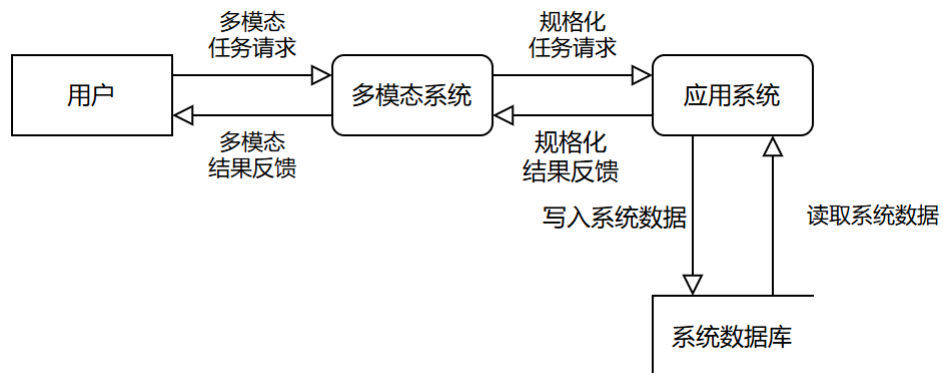 多模态
任务请求
规格化
任务请求
用户
多模态系统
应用系统
多模态
结果反馈
规格化
结果反馈
写入系统数据
读取系统数据
系统数据库